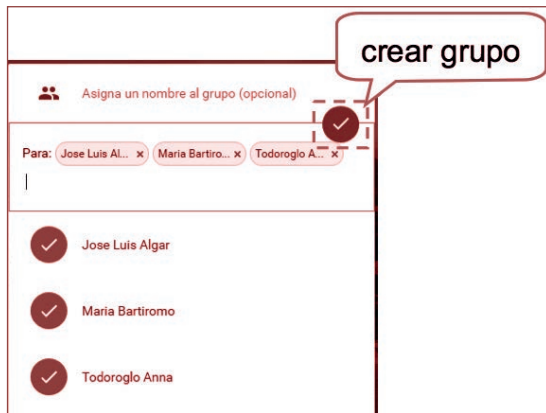 crear grupo
Asigna un nombre al grupo (opcional)
Para: Jose Luis Al... × Maria Bartiro... × Todoroglo A... ×
Jose Luis Algar
Maria Bartiromo
Todoroglo Anna